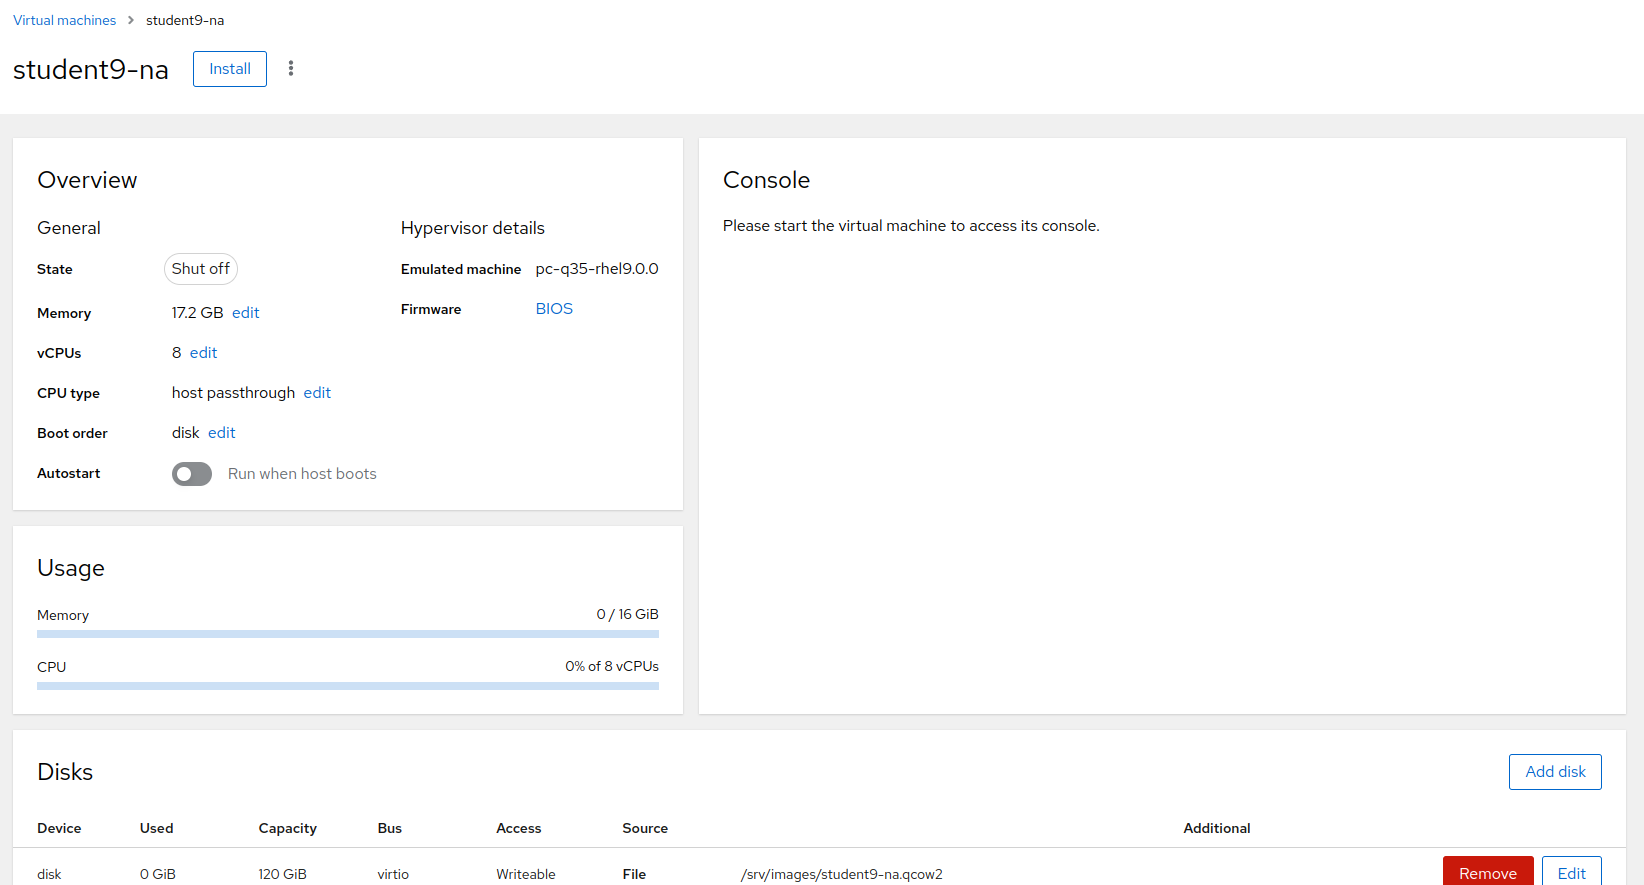 Virtual machines > student9-na
student9-na Install
Overview
General
State Shut off
Memory 17.2 GB edit
vCPUs 8 edit
CPU type host passthrough edit
Boot order disk edit
Autostart Run when host boots
Hypervisor details
Emulated machine pc-q35-rhel9.0.0
Firmware BIOS
Console
Please start the virtual machine to access its console.
Usage
Memory 0 / 16 GiB
CPU 0% of 8 vCPUs
Disks Add disk
Device Used Capacity Bus Access Source Additional
disk 0 GiB 120 GiB virtio Writeable File /srv/images/student9-na.qcow2 Remove Edit